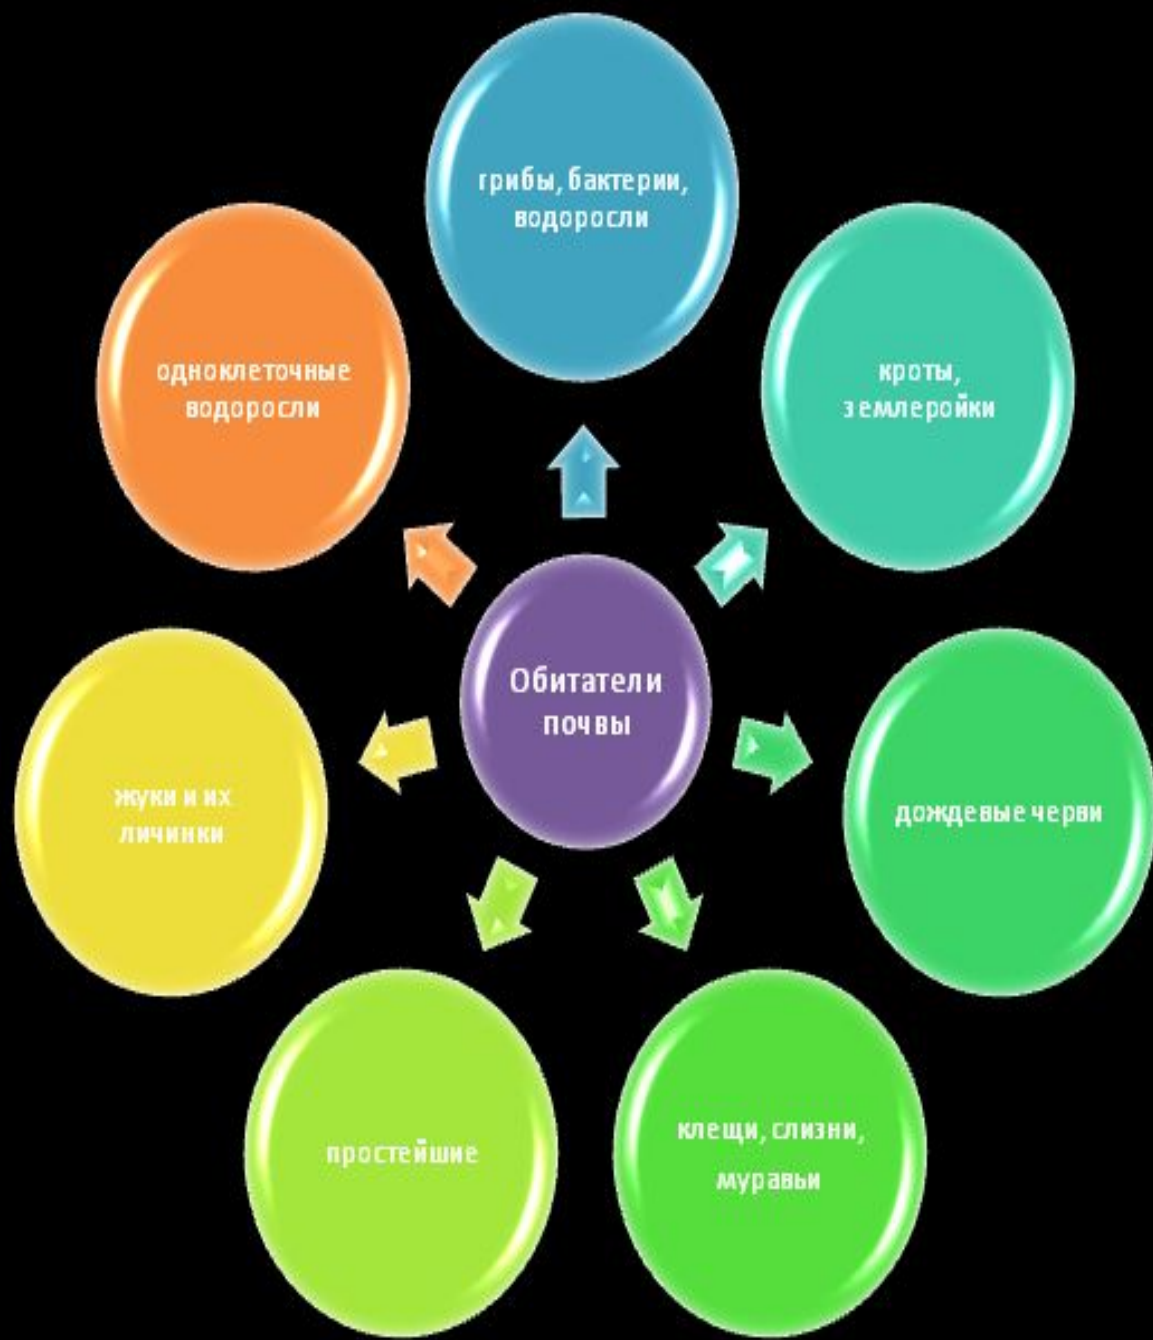 грибы, бактерии,
водоросли
кроты,
землеройки
дождевые черви
клещи, слизни,
муравьи
простейшие
жуки и их
личинки
одноклеточные
водоросли
Обитатели
почвы